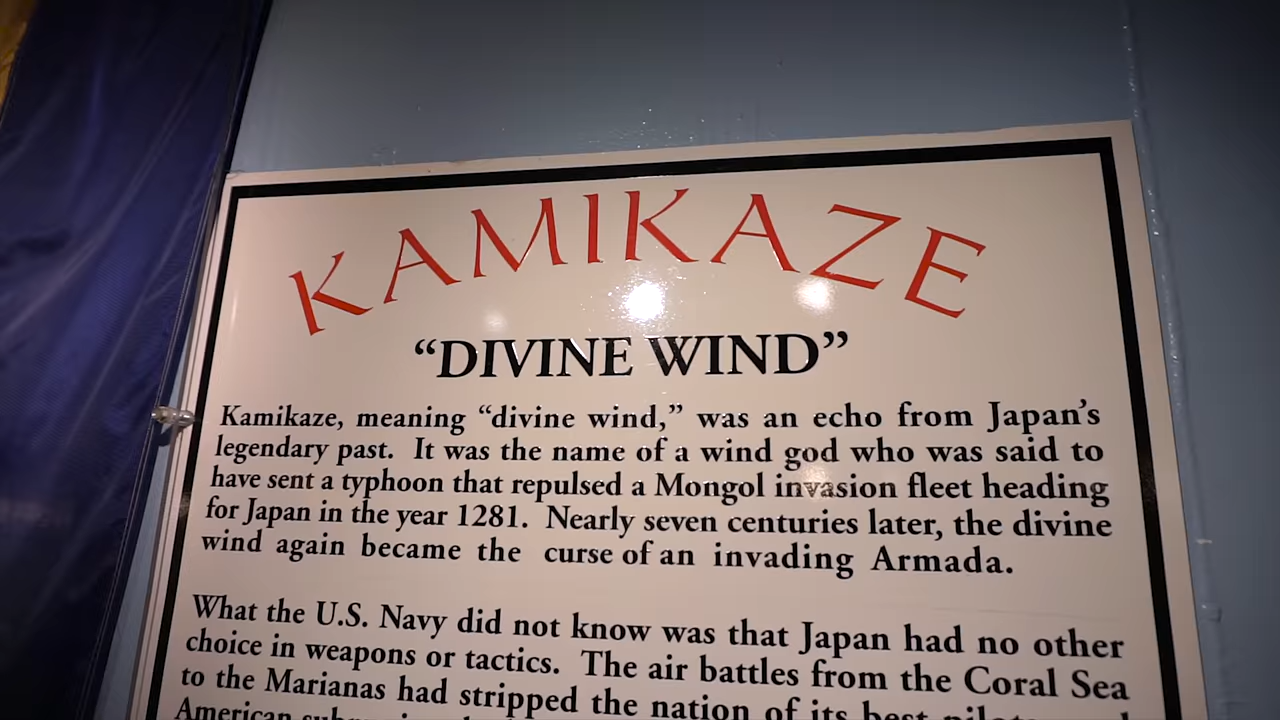 KAMIKAZE
“DIVINE WIND”
Kamikaze, meaning “divine wind,” was an echo from Japan’s
legendary past. It was the name of a wind god who was said to
have sent a typhoon that repulsed a Mongol invasion fleet heading
for Japan in the year 1281. Nearly seven centuries later, the divine
wind again became the curse of an invading Armada.
What the U.S. Navy did not know was that Japan had no other
choice in weapons or tactics. The air battles from the Coral Sea
to the Marianas had stripped the nation of its best
American